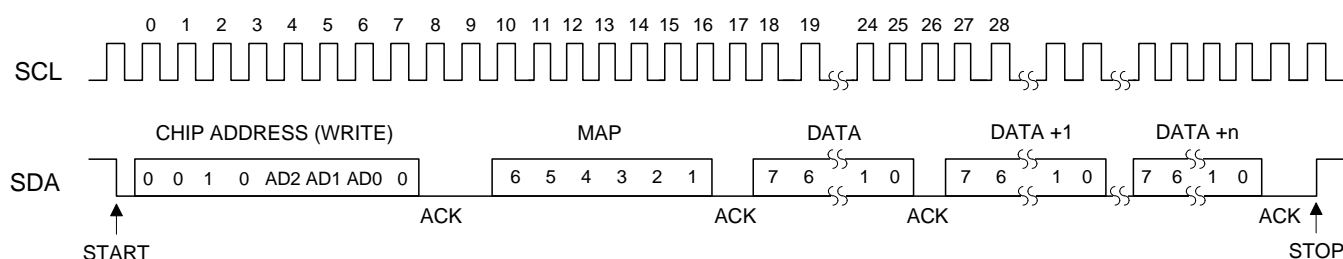 0 1 2 3 4 5 6 7 8 9 10 11 12 13 14 15 16 17 18 19 24 25 26 27 28
SCL
CHIP ADDRESS (WRITE) MAP DATA DATA +1 DATA +n
SDA 0 0 1 0 AD2 AD1 AD0 0 6 5 4 3 2 1 7 6 1 0 7 6 1 0 7 6 1 0
ACK ACK ACK ACK
START STOP